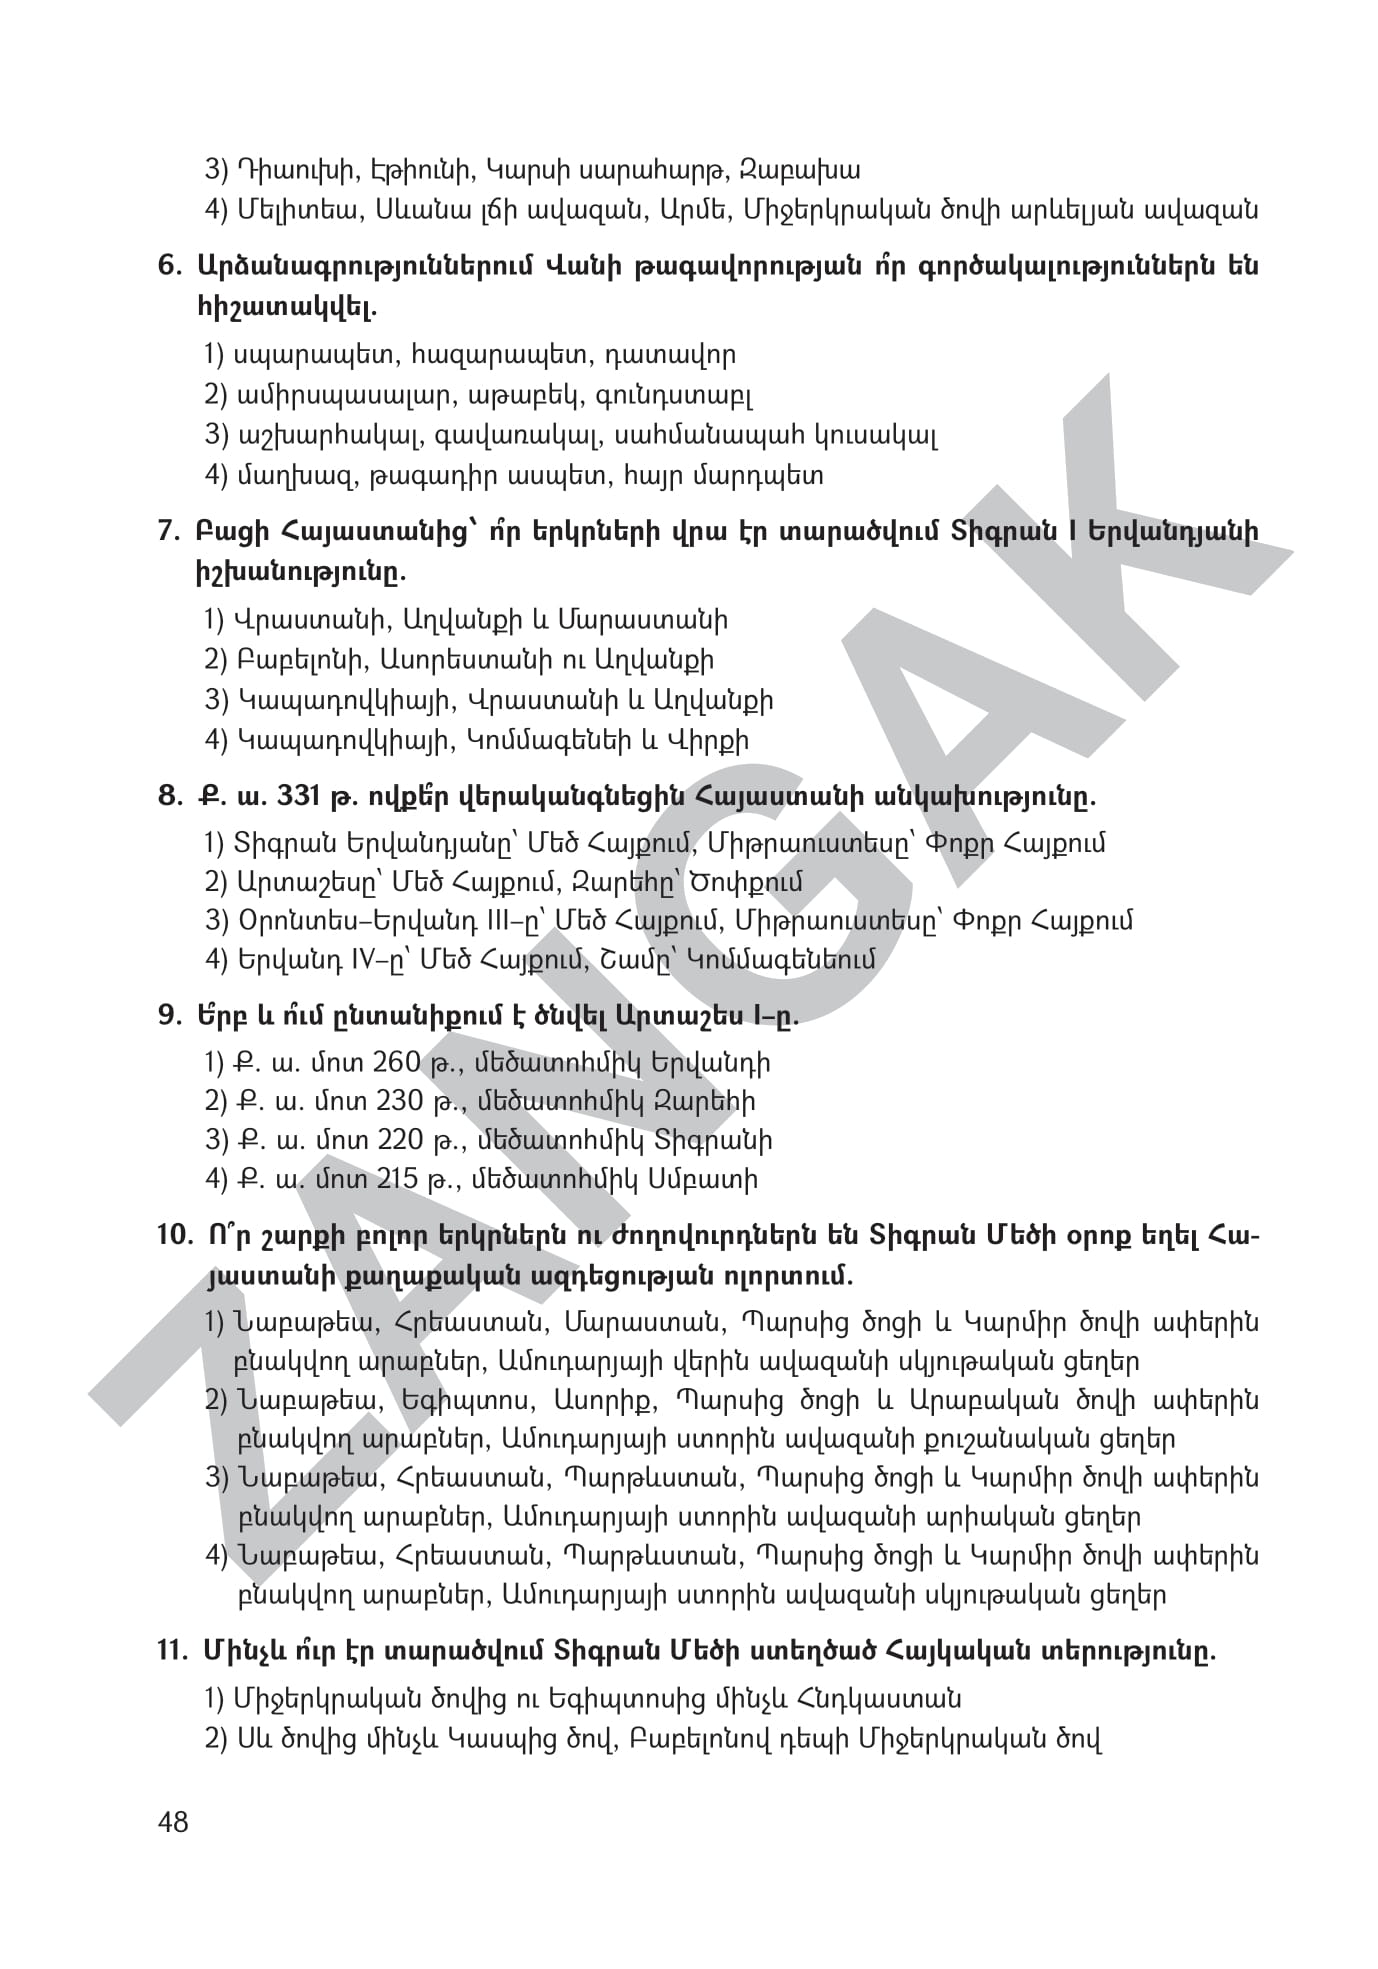 3) Դիաուխի, Էթիունի, Կարսի սարահարթ, Զաբախա
4) Մելիտեա, Սևանա լճի ավազան, Արմե, Միջերկրական ծովի արևելյան ավազան
6. Արձանագրություններում Վանի թագավորության ո՞ր գործակալություններն են
հիշատակվել.
1) սպարապետ, հազարապետ, դատավոր
2) ամիրսպասալար, աթաբեկ, գունդստաբլ
3) աշխարհակալ, գավառակալ, սահմանապահ կուսակալ
4) մաղխազ, թագադիր ասպետ, հայր մարդպետ
7. Բացի Հայաստանից՝ ո՞ր երկրների վրա էր տարածվում Տիգրան I Երվանդյանի
իշխանությունը.
1) Վրաստանի, Աղվանքի և Մարաստանի
2) Բաբելոնի, Ասորեստանի ու Աղվանքի
3) Կապադովկիայի, Վրաստանի և Աղվանքի
4) Կապադովկիայի, Կոմմագենեի և Վիրքի
8. Ք. ա. 331 թ. ովքե՞ր վերականգնեցին Հայաստանի անկախությունը.
1) Տիգրան Երվանդյանը՝ Մեծ Հայքում, Միթրաուստեսը՝ Փոքր Հայքում
2) Արտաշեսը՝ Մեծ Հայքում, Զարեհը՝ Ծոփքում
3) Օրոնտես–Երվանդ III–ը՝ Մեծ Հայքում, Միթրաուստեսը՝ Փոքր Հայքում
4) Երվանդ IV–ը՝ Մեծ Հայքում, Շամը՝ Կոմմագենեում
9. Ե՞րբ և ո՞ւմ ընտանիքում է ծնվել Արտաշես I–ը.
1) Ք. ա. մոտ 260 թ., մեծատոհմիկ Երվանդի
2) Ք. ա. մոտ 230 թ., մեծատոհմիկ Զարեհի
3) Ք. ա. մոտ 220 թ., մեծատոհմիկ Տիգրանի
4) Ք. ա. մոտ 215 թ., մեծատոհմիկ Սմբատի
10. Ո՞ր շարքի բոլոր երկրներն ու ժողովուրդներն են Տիգրան Մեծի օրոք եղել Հա-
յաստանի քաղաքական ազդեցության ոլորտում.
1) Նաբաթեա, Հրեաստան, Մարաստան, Պարսից ծոցի և Կարմիր ծովի ափերին
բնակվող արաբներ, Ամուդարյայի վերին ավազանի սկյութական ցեղեր
2) Նաբաթեա, Եգիպտոս, Ասորիք, Պարսից ծոցի և Արաբական ծովի ափերին
բնակվող արաբներ, Ամուդարյայի ստորին ավազանի քուշանական ցեղեր
3) Նաբաթեա, Հրեաստան, Պարթևստան, Պարսից ծոցի և Կարմիր ծովի ափերին
բնակվող արաբներ, Ամուդարյայի ստորին ավազանի արիական ցեղեր
4) Նաբաթեա, Հրեաստան, Պարթևստան, Պարսից ծոցի և Կարմիր ծովի ափերին
բնակվող արաբներ, Ամուդարյայի ստորին ավազանի սկյութական ցեղեր
11. Մինչև ո՞ւր էր տարածվում Տիգրան Մեծի ստեղծած Հայկական տերությունը.
1) Միջերկրական ծովից ու Եգիպտոսից մինչև Հնդկաստան
2) Սև ծովից մինչև Կասպից ծով, Բաբելոնով դեպի Միջերկրական ծով
48
ZANGAK